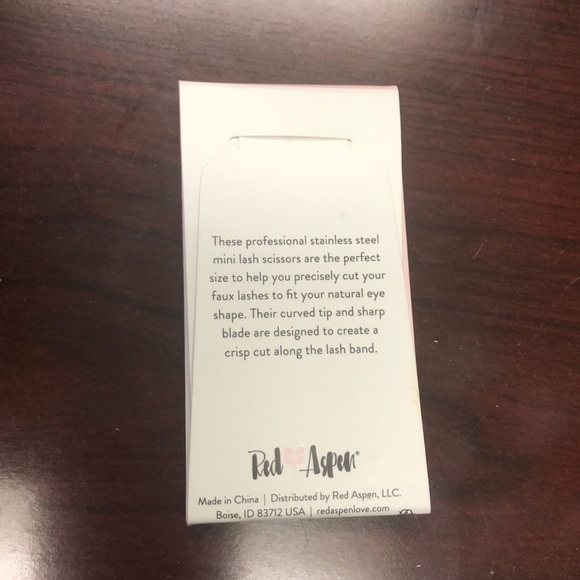 These professional stainless steel
mini lash scissors are the perfect
size to help you precisely cut your
faux lashes to fit your natural eye
shape. Their curved tip and sharp
blade are designed to create a
crisp cut along the lash band.
Red Aspen®
Made in China | Distributed by Red Aspen, LLC.
Boise, ID 83712 USA | redaspenlove.com